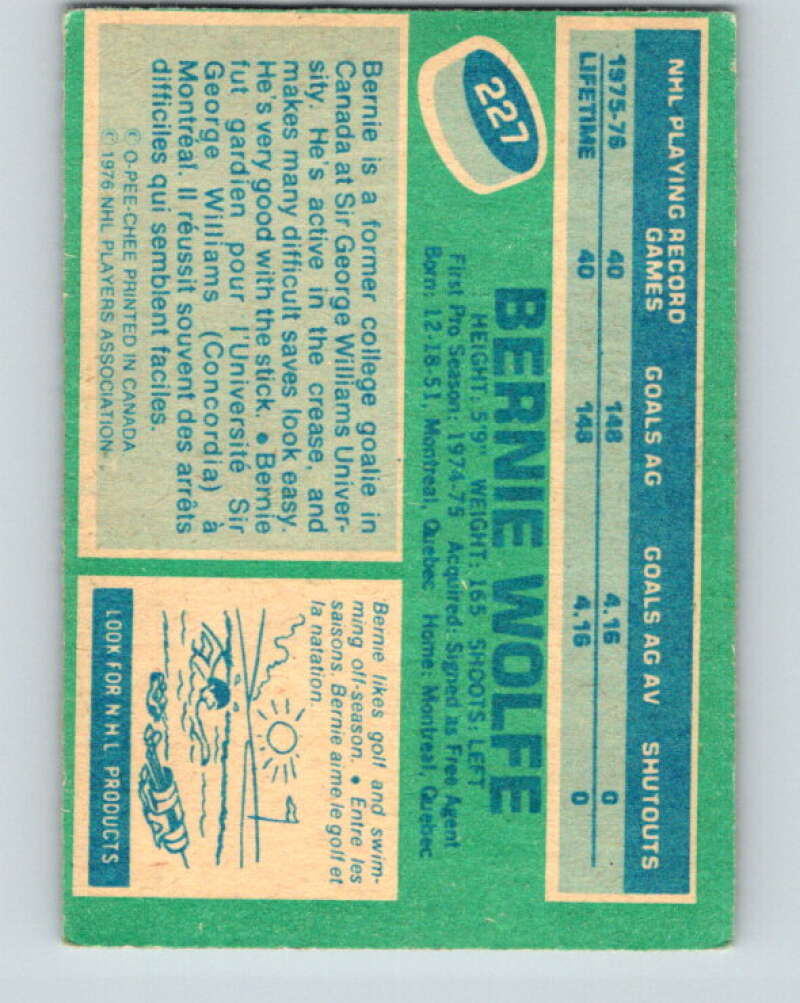 NHL PLAYING RECORD
GAMES GOALS AG GOALS AG AV SHUTOUTS
1975-76 40 148 4.16 0
LIFETIME 40 148 4.16 0
227
BERNIE WOLFE
HEIGHT: 5'9" WEIGHT: 165 SHOOTS: LEFT
First Pro Season: 1974-75 Acquired: Signed as Free Agent
Born: 12-18-51, Montreal, Quebec Home: Montreal, Quebec
Bernie is a former college goalie in
Canada at Sir George Williams Univer-
sity. He's active in the crease, and
makes many difficult saves look easy.
He's very good with the stick. • Bernie
fut gardien pour l'Université Sir
George Williams (Concordia) à
Montréal. Il réussit souvent des arrêts
difficiles qui semblent faciles.
© O-PEE-CHEE PRINTED IN CANADA
© 1976 NHL PLAYERS ASSOCIATION
Bernie likes golf and swim-
ming off-season. • Entre les
saisons, Bernie aime le golf et
la natation.
LOOK FOR N.H.L. PRODUCTS